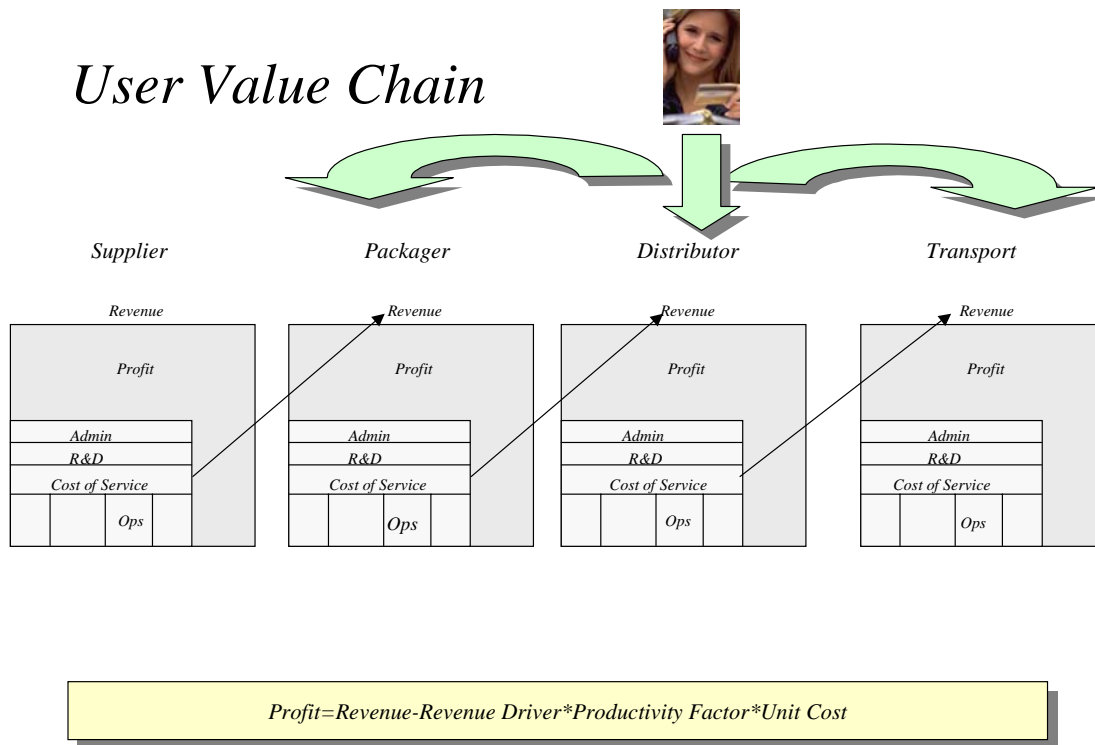 User Value Chain
Supplier Packager Distributor Transport
Revenue Revenue Revenue Revenue
Profit Profit Profit Profit
Admin Admin Admin Admin
R&D R&D R&D R&D
Cost of Service Cost of Service Cost of Service Cost of Service
Ops Ops Ops Ops
Profit=Revenue-Revenue Driver*Productivity Factor*Unit Cost